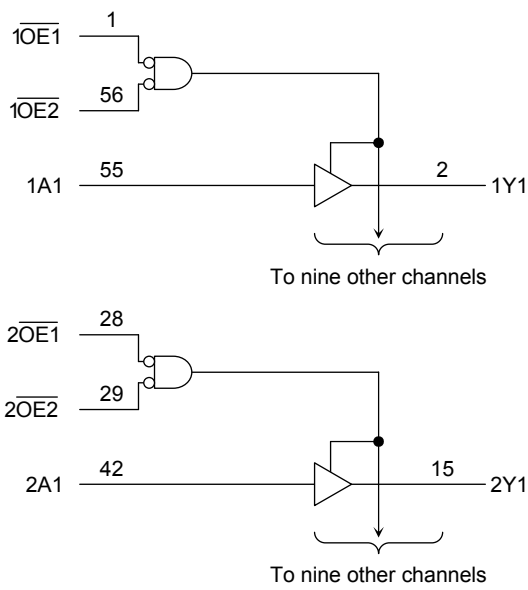 1OE1 1
1OE2 56
1A1 55 2 1Y1
To nine other channels
2OE1 28
2OE2 29
2A1 42 15 2Y1
To nine other channels